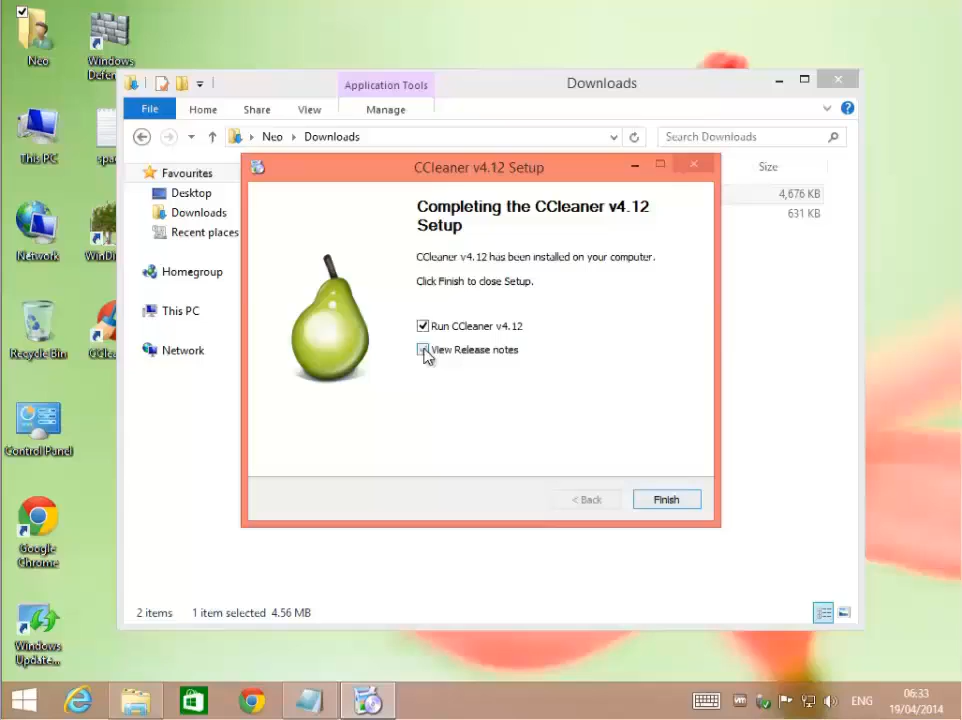 Neo
Windows
Defen
This PC
spa
Network
WinDi
Recycle Bin
CCle
Control Panel
Google
Chrome
Windows
Update...
Application Tools
Downloads
File
Home
Share
View
Manage
Neo
Downloads
Search Downloads
Favourites
Desktop
Downloads
Recent places
Homegroup
This PC
Network
Size
4,676 KB
631 KB
CCleaner v4.12 Setup
Completing the CCleaner v4.12
Setup
CCleaner v4.12 has been installed on your computer.
Click Finish to close Setup.
Run CCleaner v4.12
View Release notes
< Back
Finish
2 items
1 item selected 4.56 MB
ENG
06:33
19/04/2014